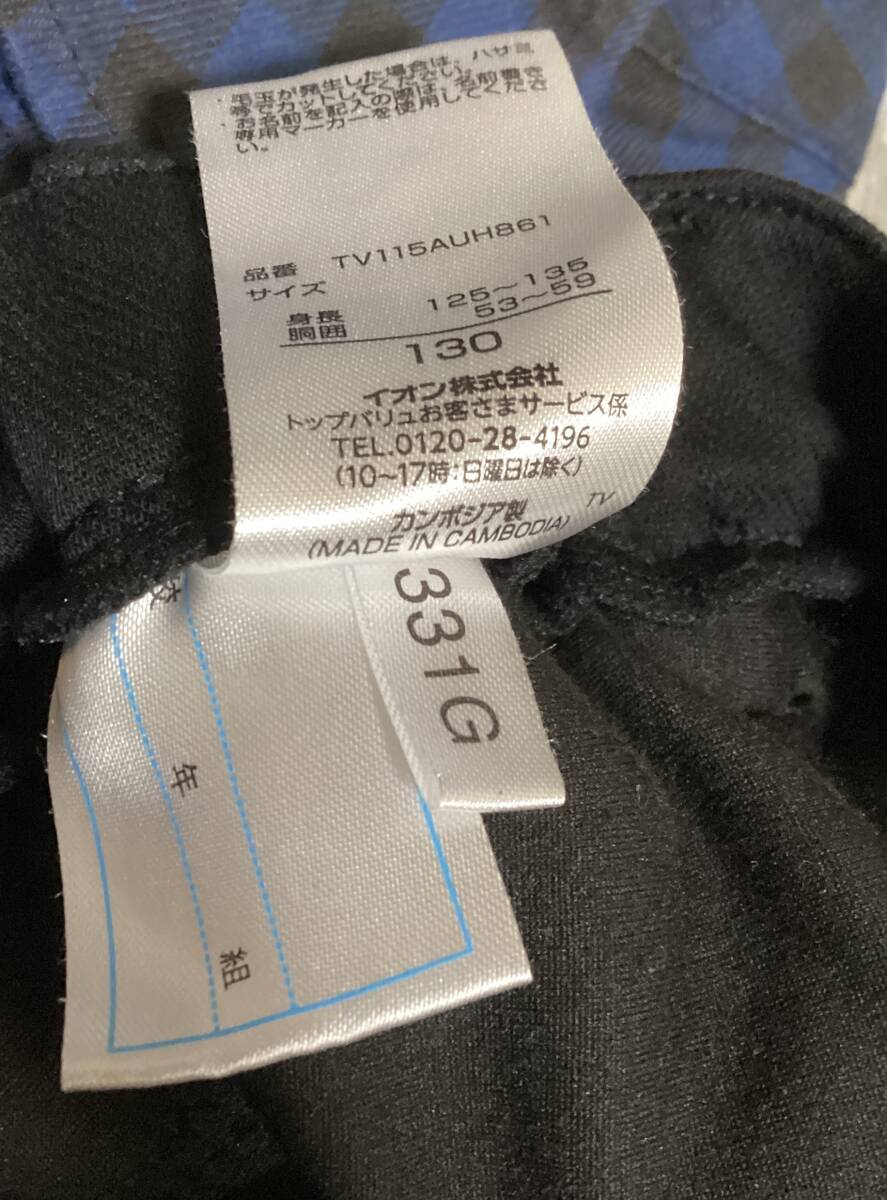 ・毛玉が発生した場合は、ハサミ
等でカットしてください。
・お名前を記入の際は、名前書き
専用マーカーを使用してくださ
い。
品番 TV115AUH861
サイズ
身長 125～135
胴囲 53～59
130
イオン株式会社
トップバリュお客さまサービス係
TEL.0120-28-4196
(10～17時:日曜日は除く)
カンボジア製
(MADE IN CAMBODIA) TV
331G
年
組